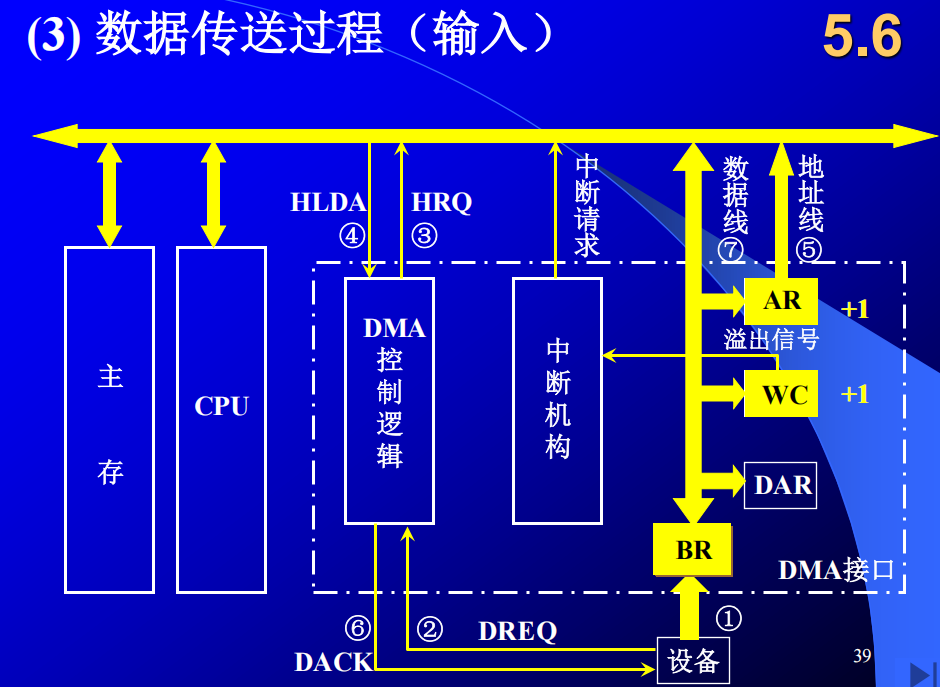 (3) 数据传送过程（输入）
5.6
HLDA
④
HRQ
③
中断请求
数据线
⑦
地址线
⑤
主存
CPU
DMA控制逻辑
中断机构
AR
+1
溢出信号
WC
+1
DAR
BR
DMA接口
①
⑥
②
DREQ
DACK
设备
39